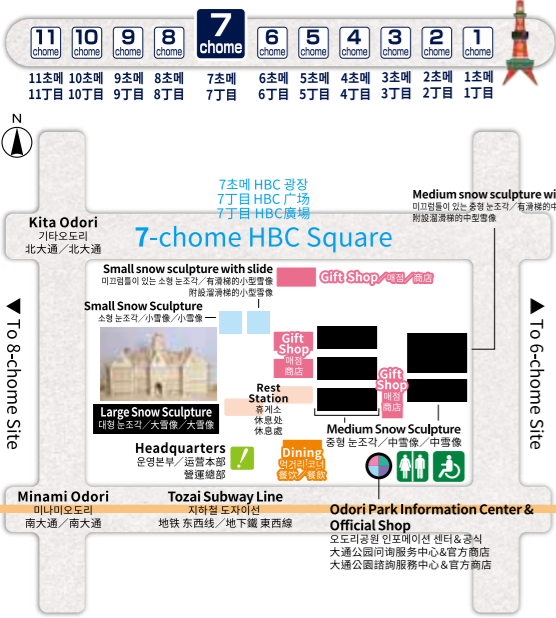 11 chome
10 chome
9 chome
8 chome
7 chome
6 chome
5 chome
4 chome
3 chome
2 chome
1 chome
11초메 10초메 9초메 8초메 7초메 6초메 5초메 4초메 3초메 2초메 1초메
11丁目 10丁目 9丁目 8丁目 7丁目 6丁目 5丁目 4丁目 3丁目 2丁目 1丁目
N
7초메 HBC 광장
7丁目 HBC 广场
7丁目 HBC廣場
7-chome HBC Square
Kita Odori
기타오도리
北大通／北大通
Medium snow sculpture wi
미끄럼틀이 있는 중형 눈조각／有滑梯的中
附設溜滑梯的中型雪像
Small snow sculpture with slide
미끄럼틀이 있는 소형 눈조각／有滑梯的小型雪像
附設溜滑梯的小型雪像
Gift Shop／매점／商店
Small Snow Sculpture
소형 눈조각／小雪像／小雪像
◀ To 8-chome Site
▶ To 6-chome Site
Gift
Shop
매점
商店
Gift
Shop
매점
商店
Rest
Station
휴게소
休息处
休息處
Large Snow Sculpture
대형 눈조각／大雪像／大雪像
Medium Snow Sculpture
중형 눈조각／中雪像／中雪像
Headquarters
운영본부／运营本部
營運總部
Dining
먹거리 코너
餐饮／餐飲
Minami Odori
미나미오도리
南大通／南大通
Tozai Subway Line
지하철 도자이선
地铁 东西线／地下鐵 東西線
Odori Park Information Center &
Official Shop
오도리공원 인포메이션 센터&공식
大通公园问询服务中心&官方商店
大通公園諮詢服務中心&官方商店